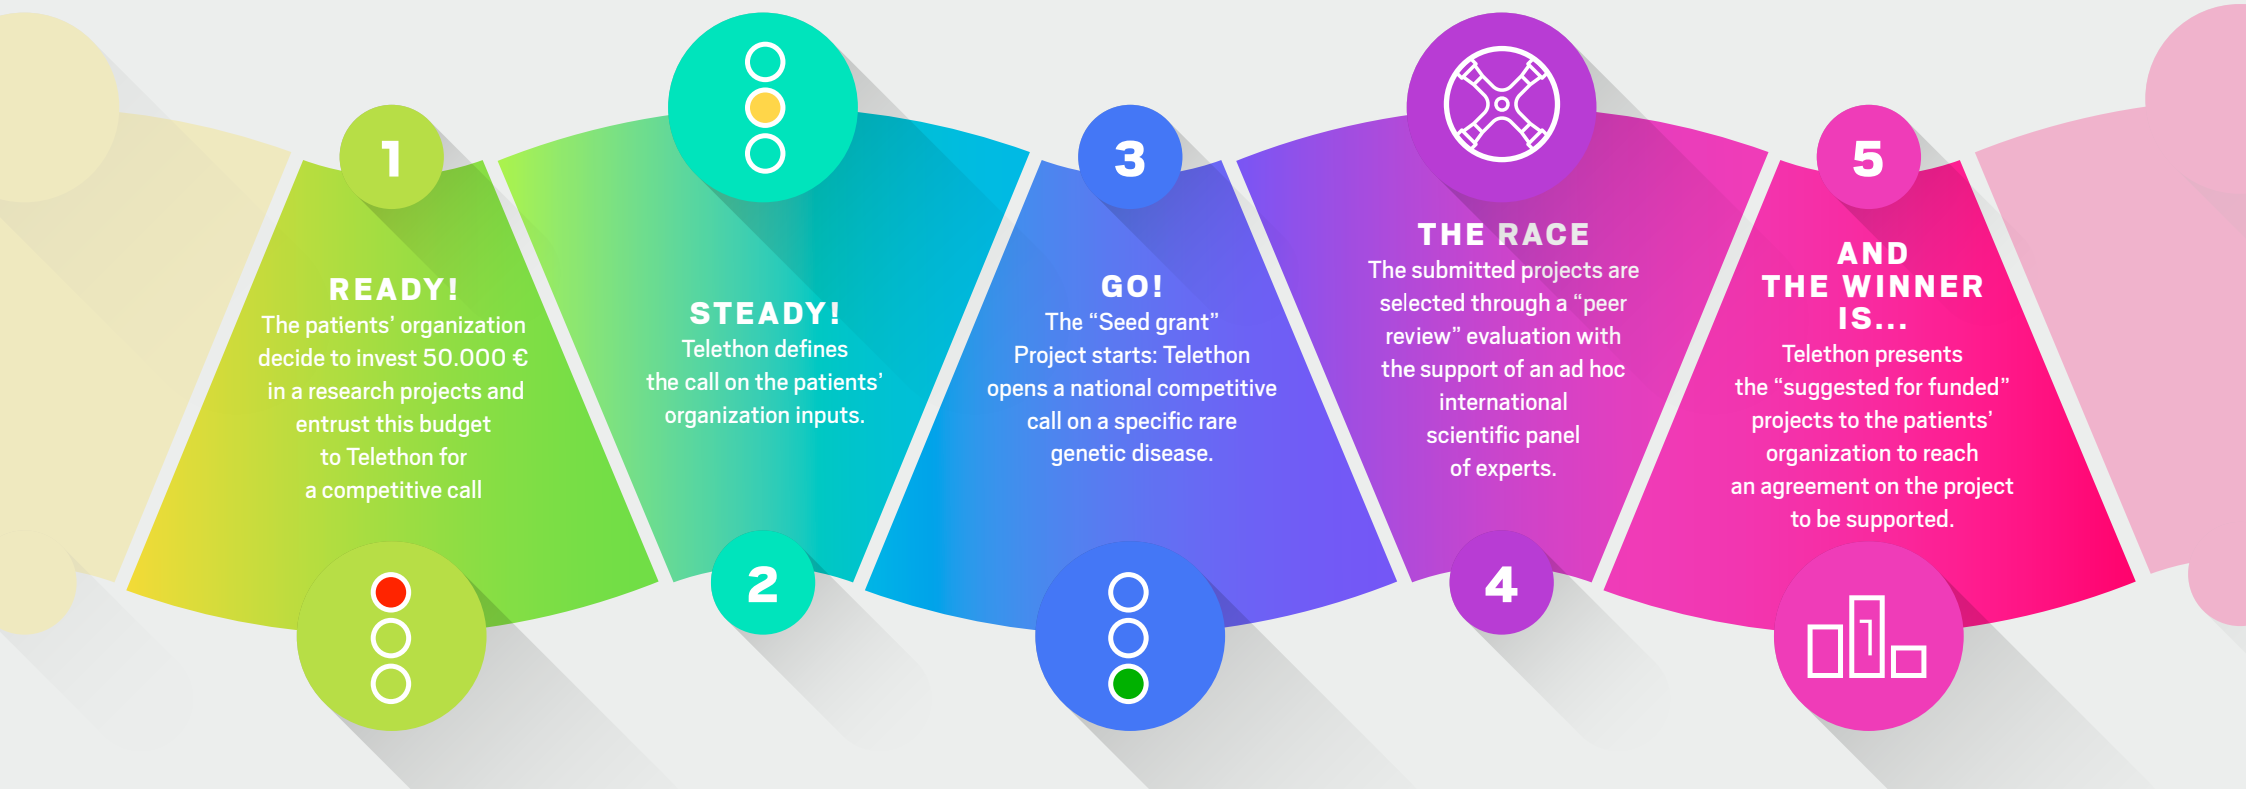 1
READY!
The patients’ organization
decide to invest 50.000 €
in a research projects and
entrust this budget
to Telethon for
a competitive call
STEADY!
Telethon defines
the call on the patients’
organization inputs.
2
3
GO!
The “Seed grant”
Project starts: Telethon
opens a national competitive
call on a specific rare
genetic disease.
THE RACE
The submitted projects are
selected through a “peer
review” evaluation with
the support of an ad hoc
international
scientific panel
of experts.
4
5
AND
THE WINNER
IS...
Telethon presents
the “suggested for funded”
projects to the patients’
organization to reach
an agreement on the project
to be supported.
1